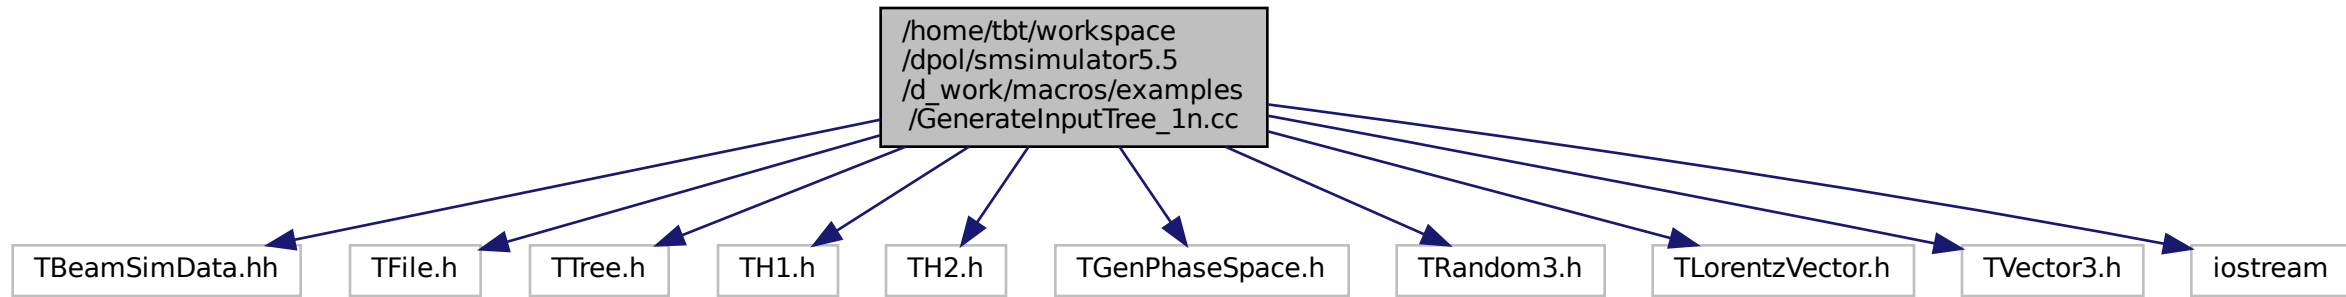 /home/tbt/workspace
/dpol/smsimulator5.5
/d_work/macros/examples
/GenerateInputTree_1n.cc
TBeamSimData.hh
TFile.h
TTree.h
TH1.h
TH2.h
TGenPhaseSpace.h
TRandom3.h
TLorentzVector.h
TVector3.h
iostream